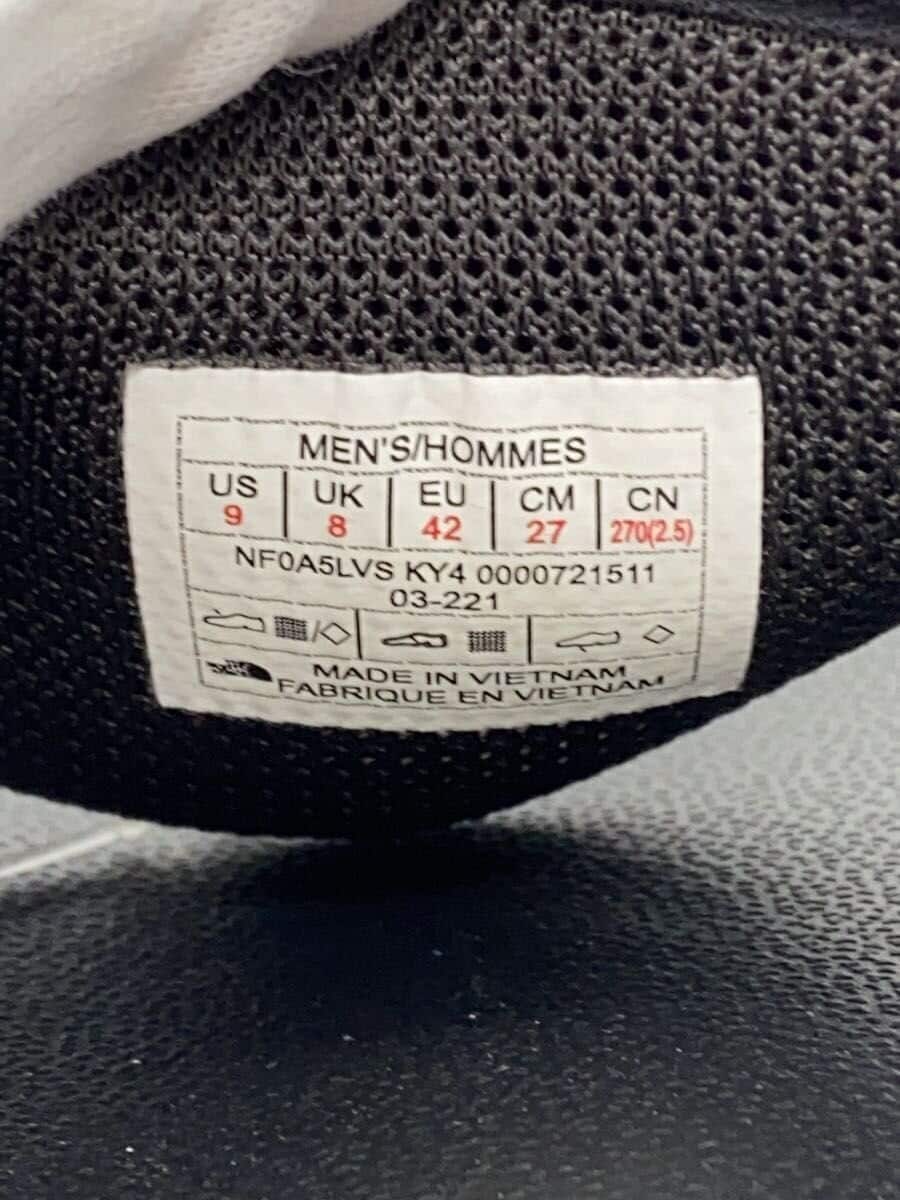 MEN'S/HOMMES
US UK EU CM CN
9 8 42 27 270(2.5)
NF0A5LVS KY4 0000721511
03-221
MADE IN VIETNAM
FABRIQUE EN VIETNAM